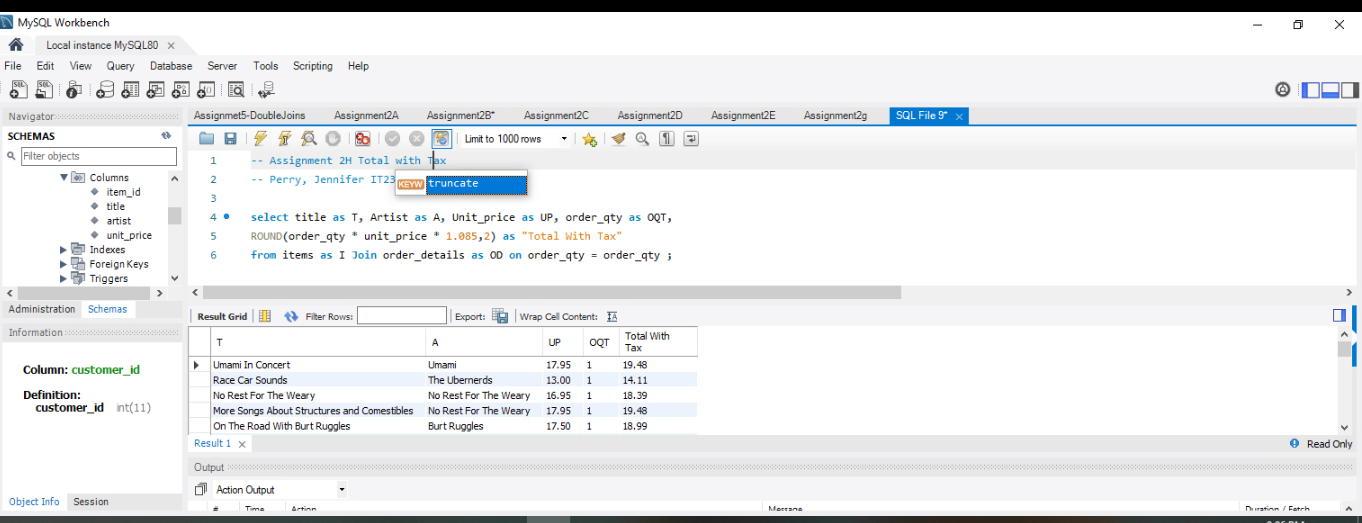 MySQL Workbench
Local instance MySQL80
File Edit View Query Database Server Tools Scripting Help
Navigator
Assignmet5-DoubleJoins Assignment2A Assignment2B* Assignment2C Assignment2D Assignment2E Assignment2g SQL File 9*
SCHEMAS
Limit to 1000 rows
Filter objects
Columns
item_id
title
artist
unit_price
Indexes
Foreign Keys
Triggers
1 -- Assignment 2H Total with Tax
2 -- Perry, Jennifer IT23
KEYW truncate
3
4 select title as T, Artist as A, Unit_price as UP, order_qty as OQT,
5 ROUND(order_qty * unit_price * 1.085,2) as "Total With Tax"
6 from items as I Join order_details as OD on order_qty = order_qty ;
Administration Schemas
Information
Column: customer_id
Definition:
customer_id int(11)
Object Info Session
Result Grid Filter Rows: Export: Wrap Cell Content:
T A UP OQT Total With Tax
Umami In Concert Umami 17.95 1 19.48
Race Car Sounds The Ubernerds 13.00 1 14.11
No Rest For The Weary No Rest For The Weary 16.95 1 18.39
More Songs About Structures and Comestibles No Rest For The Weary 17.95 1 19.48
On The Road With Burt Ruggles Burt Ruggles 17.50 1 18.99
Result 1 Read Only
Output
Action Output
# Time Action Message Duration / Fetch